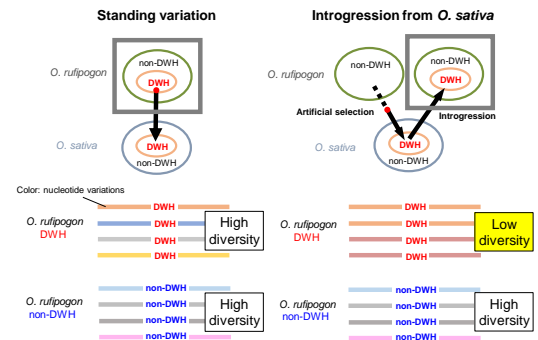 Standing variation
non-DWH
O. rufipogon
DWH
O. sativa
DWH
non-DWH
Color: nucleotide variations
O. rufipogon
DWH
DWH
DWH
DWH
DWH
High
diversity
O. rufipogon
non-DWH
non-DWH
non-DWH
non-DWH
non-DWH
High
diversity
Introgression from O. sativa
O. rufipogon
non-DWH
non-DWH
DWH
Artificial selection
Introgression
O. sativa
DWH
non-DWH
O. rufipogon
DWH
DWH
DWH
DWH
DWH
Low
diversity
O. rufipogon
non-DWH
non-DWH
non-DWH
non-DWH
non-DWH
High
diversity